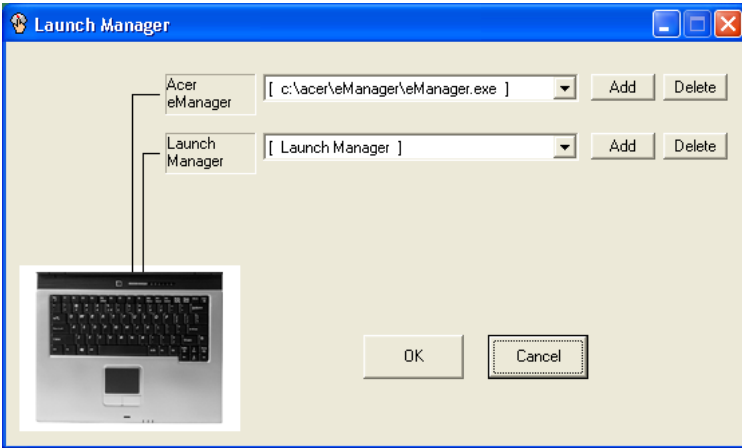 Launch Manager
Acer
eManager
[ c:\acer\eManager\eManager.exe ]
Add
Delete
Launch
Manager
[ Launch Manager ]
Add
Delete
OK
Cancel